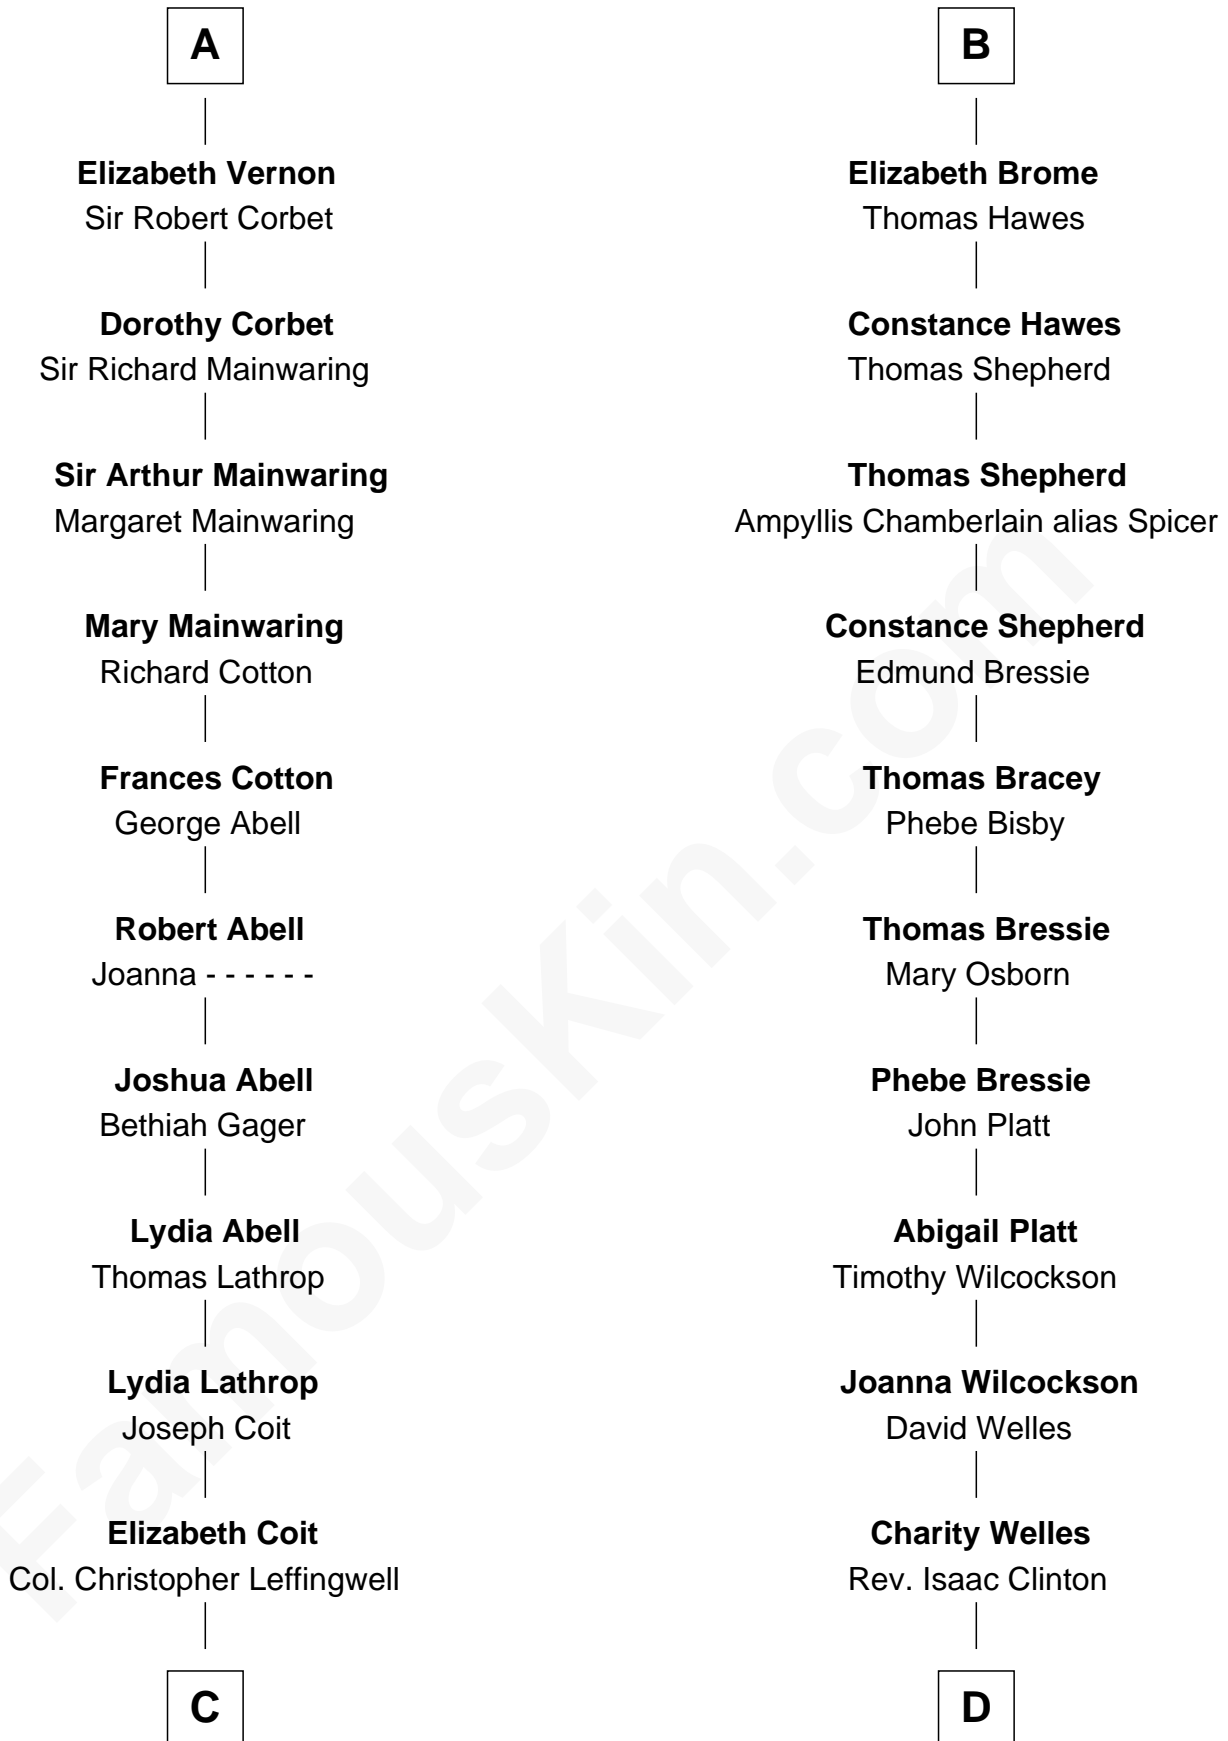 A
Elizabeth Vernon
Sir Robert Corbet
Dorothy Corbet
Sir Richard Mainwaring
Sir Arthur Mainwaring
Margaret Mainwaring
Mary Mainwaring
Richard Cotton
Frances Cotton
George Abell
Robert Abell
Joanna - - - - - -
Joshua Abell
Bethiah Gager
Lydia Abell
Thomas Lathrop
Lydia Lathrop
Joseph Coit
Elizabeth Coit
Col. Christopher Leffingwell
C
B
Elizabeth Brome
Thomas Hawes
Constance Hawes
Thomas Shepherd
Thomas Shepherd
Ampyllis Chamberlain alias Spicer
Constance Shepherd
Edmund Bressie
Thomas Bracey
Phebe Bisby
Thomas Bressie
Mary Osborn
Phebe Bressie
John Platt
Abigail Platt
Timothy Wilcockson
Joanna Wilcockson
David Welles
Charity Welles
Rev. Isaac Clinton
D
FamousKin.com